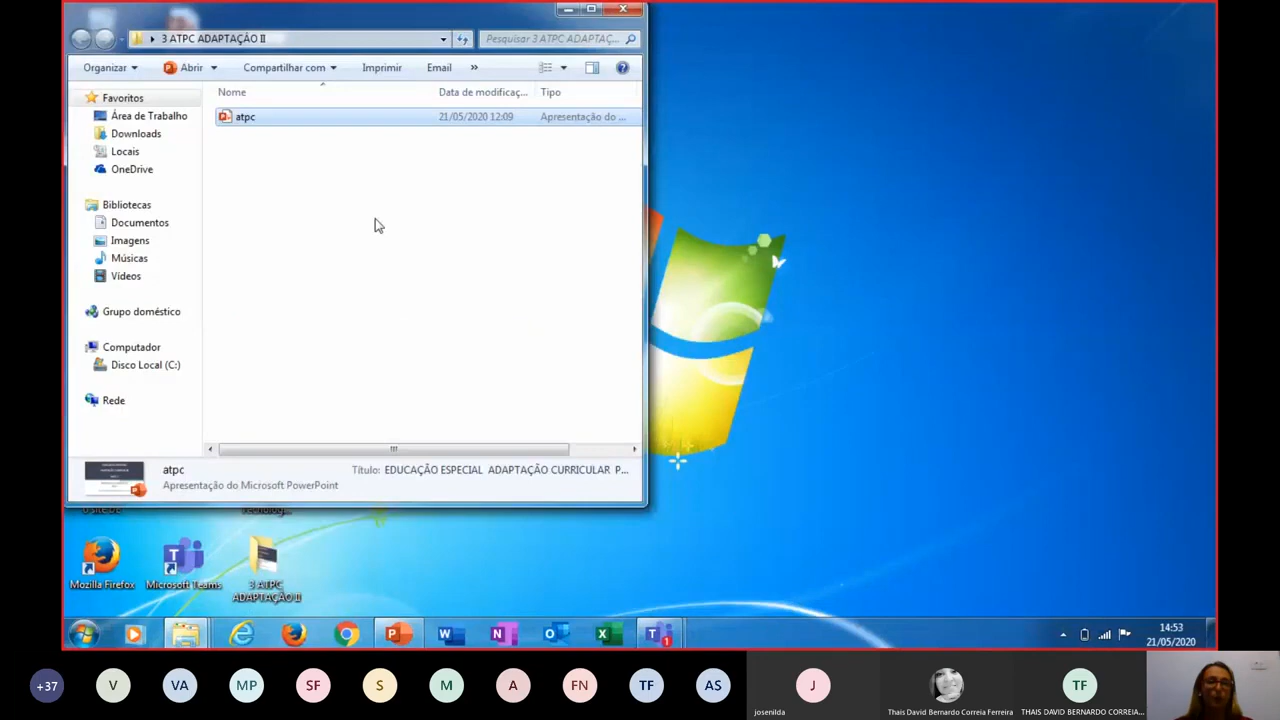 3 ATPC ADAPTAÇÃO II
Pesquisar 3 ATPC ADAPTAÇ...
Organizar
Abrir
Compartilhar com
Imprimir
Email
»
Nome
Data de modificaç...
Tipo
Favoritos
Área de Trabalho
Downloads
Locais
OneDrive
Bibliotecas
Documentos
Imagens
Músicas
Vídeos
Grupo doméstico
Computador
Disco Local (C:)
Rede
atpc
21/05/2020 12:09
Apresentação do ...
atpc
Título: EDUCAÇÃO ESPECIAL ADAPTAÇÃO CURRICULAR P...
Apresentação do Microsoft PowerPoint
Mozilla Firefox
Microsoft Teams
3 ATPC
ADAPTAÇÃO II
14:53
21/05/2020
+37
V
VA
MP
SF
S
M
A
FN
TF
AS
J
TF
josenilda
Thais David Bernardo Correia Ferreira
THAIS DAVID BERNARDO CORREIA...